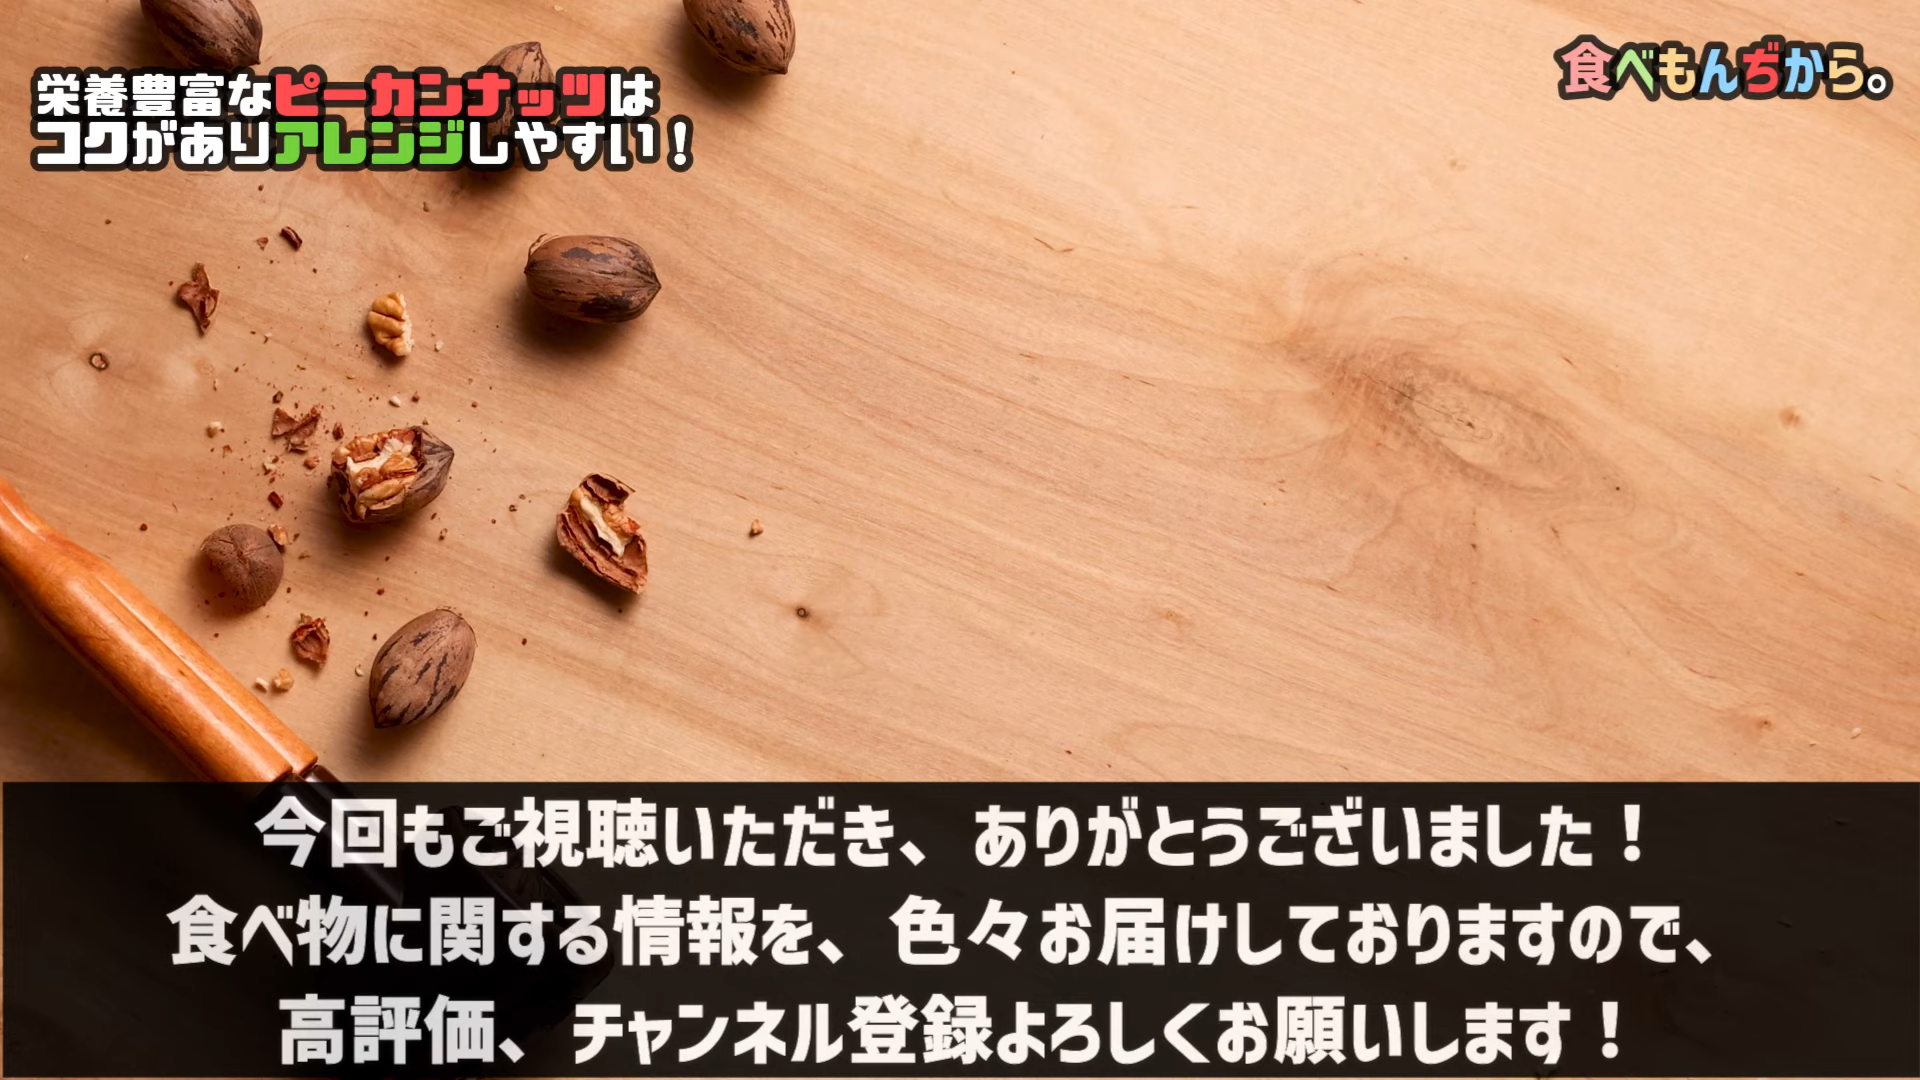 栄養豊富なピーカンナッツは
コクがありアレンジしやすい！
食べもんぢから。
今回もご視聴いただき、ありがとうございました！
食べ物に関する情報を、色々お届けしておりますので、
高評価、チャンネル登録よろしくお願いします！